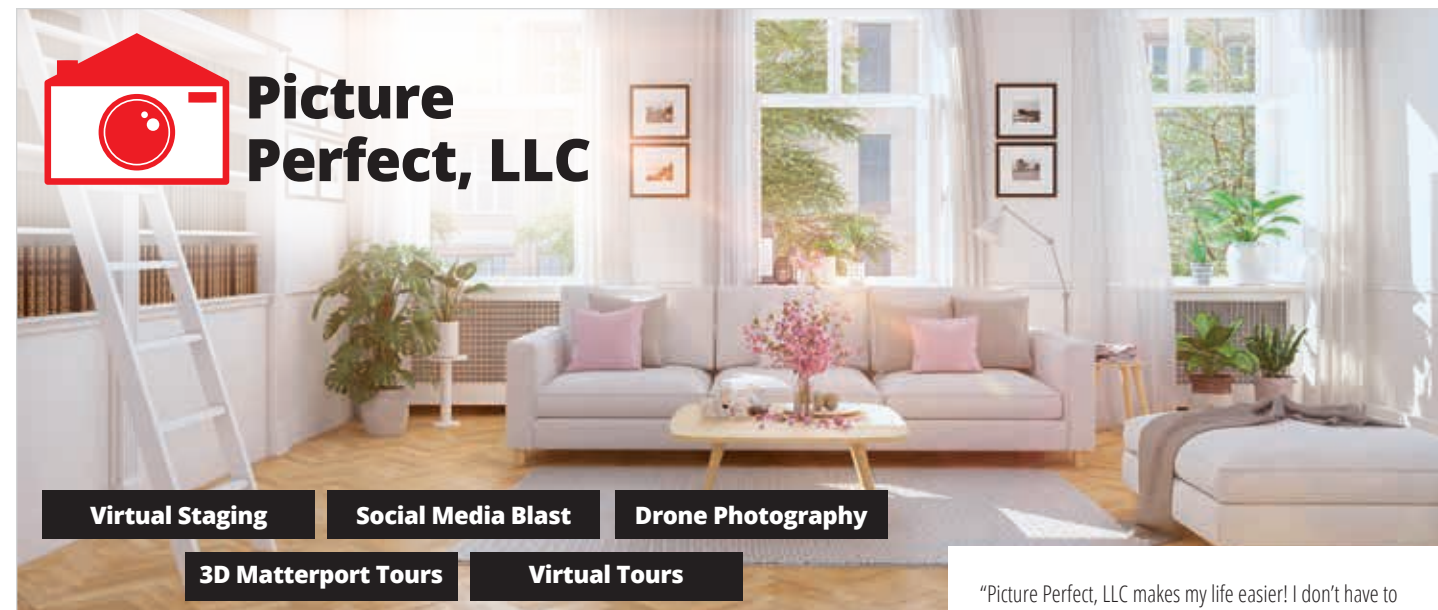 Picture
Perfect, LLC
Virtual Staging
Social Media Blast
Drone Photography
3D Matterport Tours
Virtual Tours
“Picture Perfect, LLC makes my life easier! I don’t have to